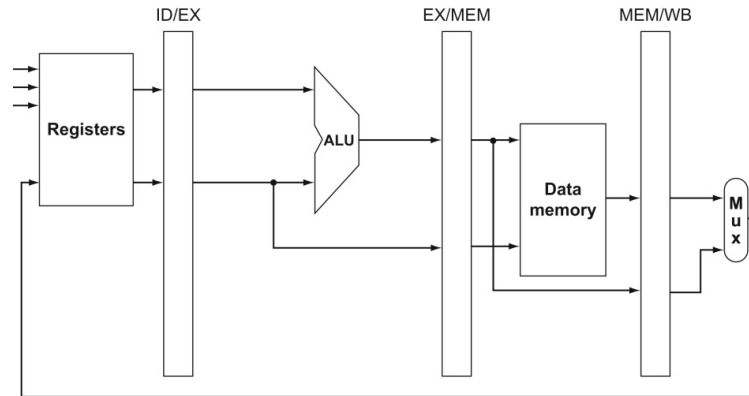 ID/EX
EX/MEM
MEM/WB
Registers
ALU
Data
memory
M
u
x